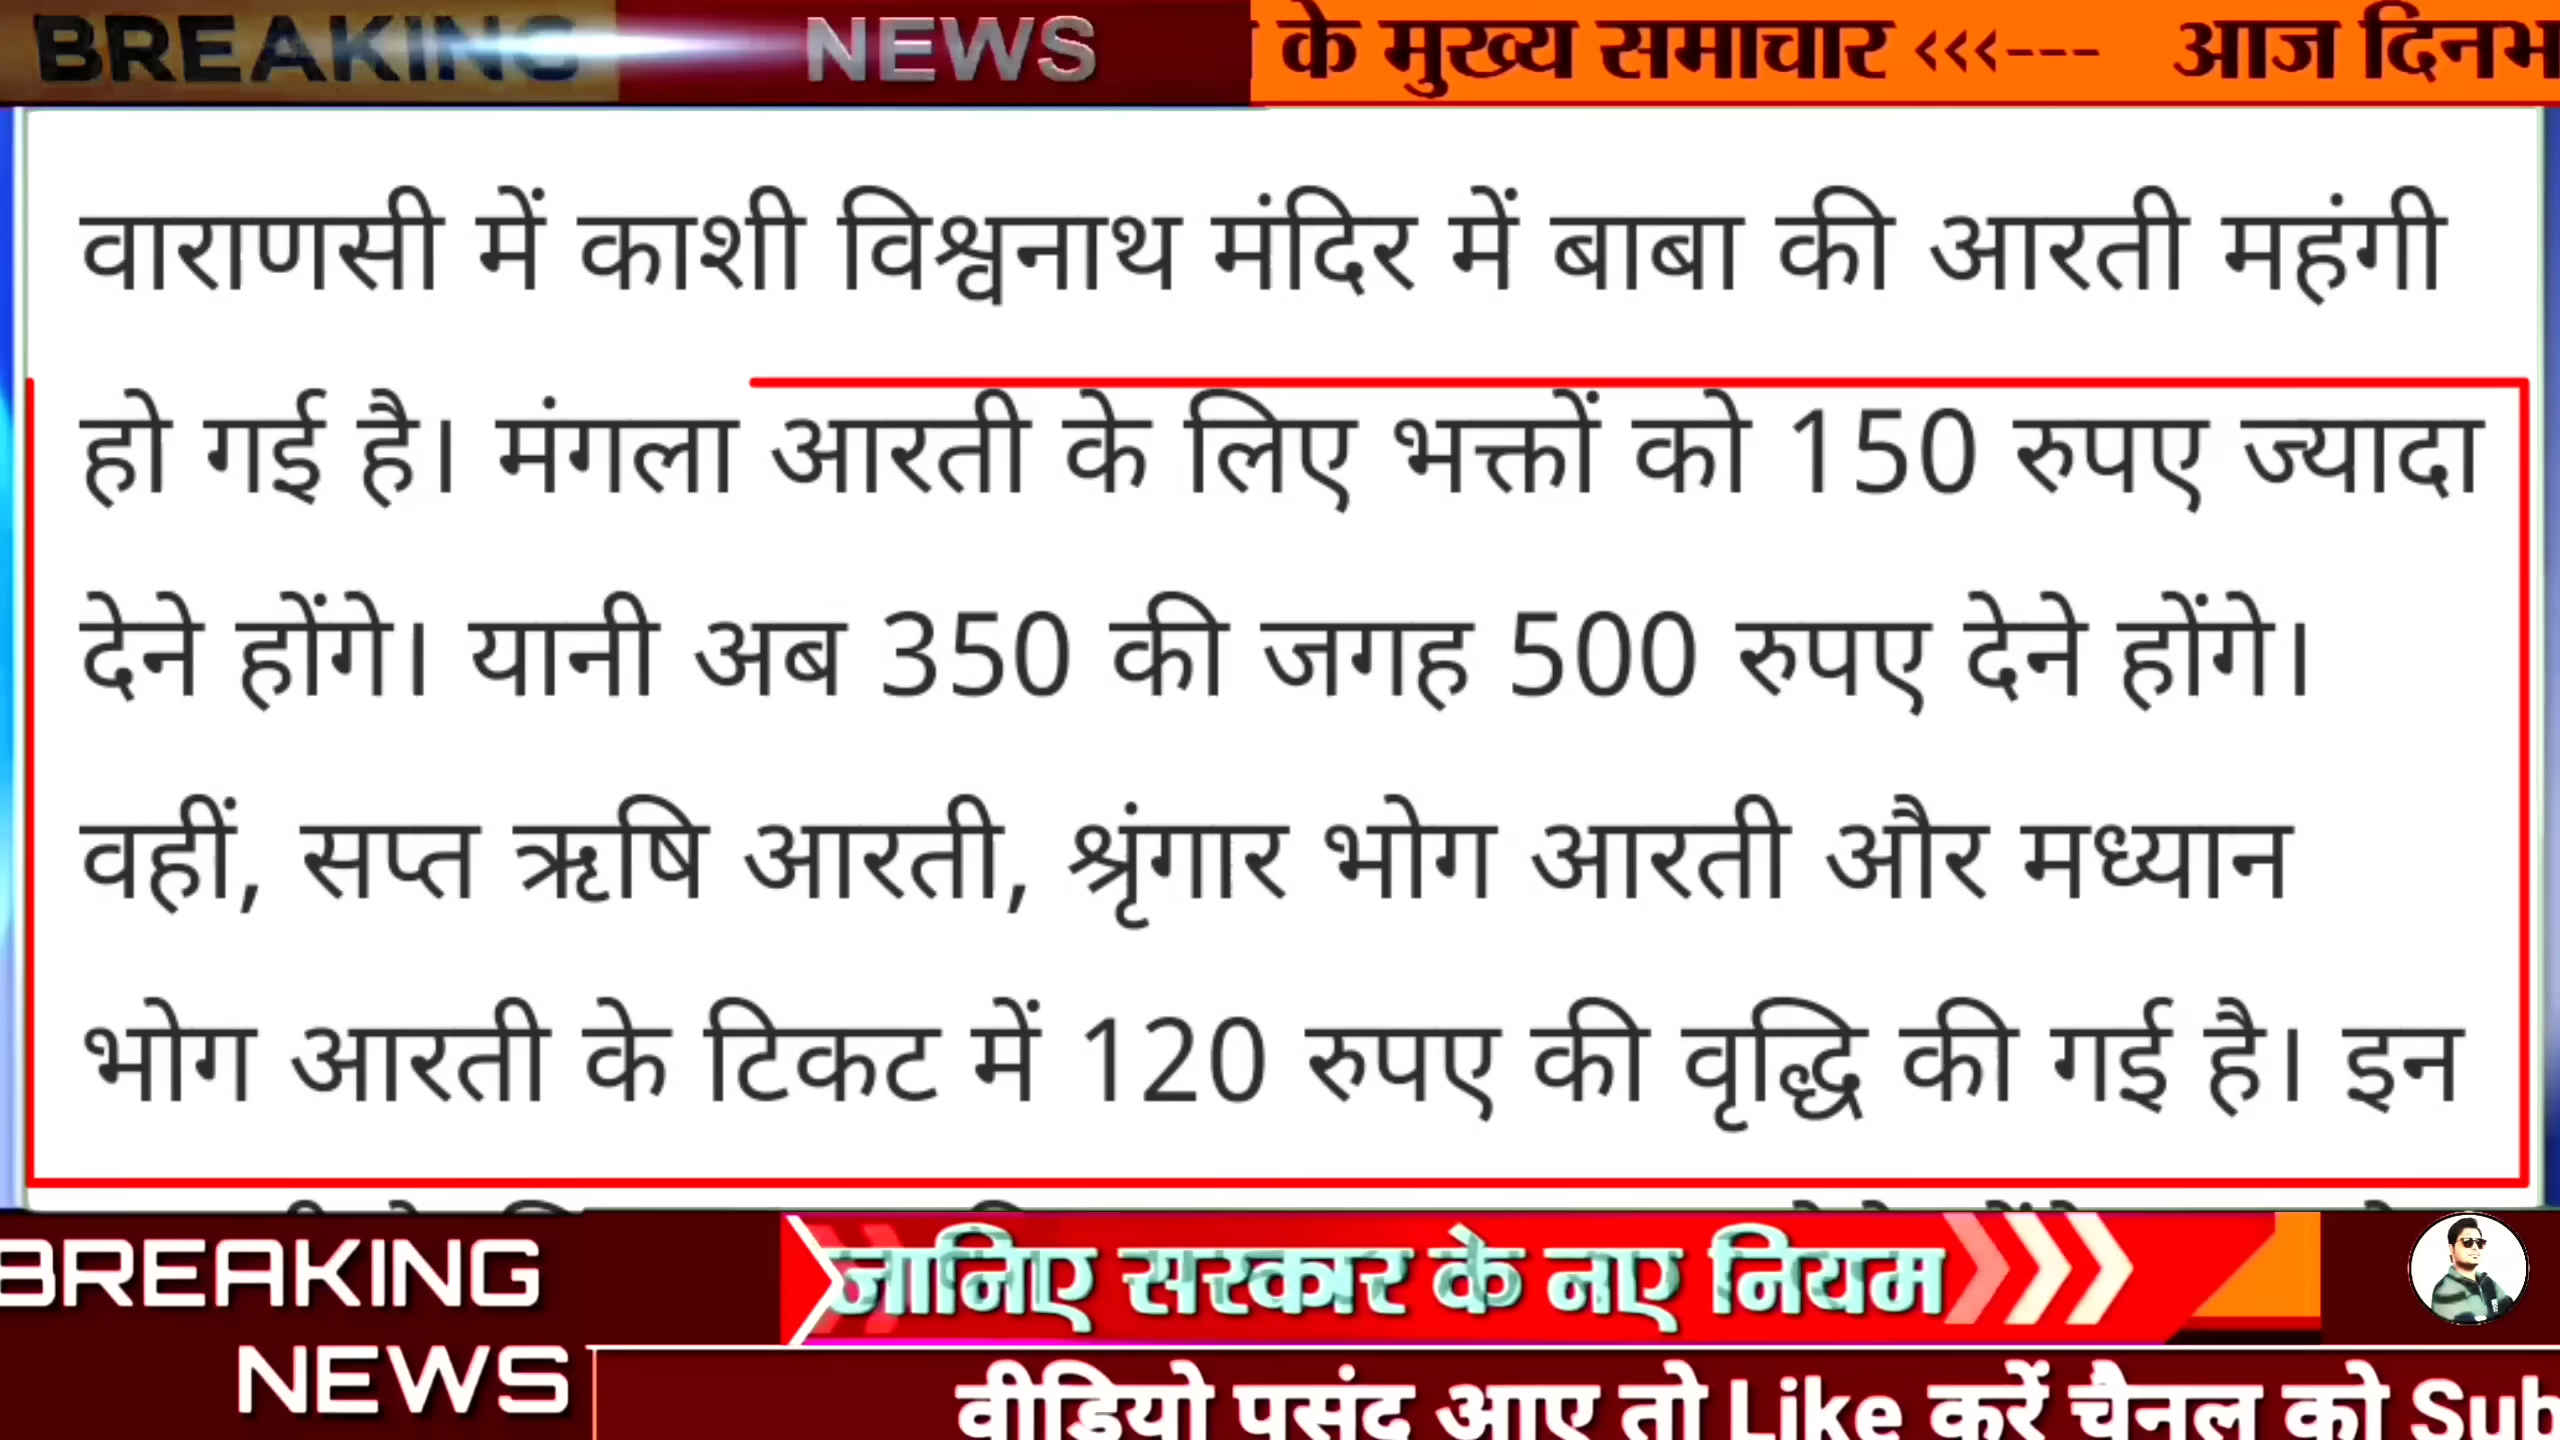 BREAKING NEWS
के मुख्य समाचार <<<--- आज
वाराणसी में काशी विश्वनाथ मंदिर में बाबा की आरती महंगी
हो गई है। मंगला आरती के लिए भक्तों को 150 रुपए ज्यादा
देने होंगे। यानी अब 350 की जगह 500 रुपए देने होंगे।
वहीं, सप्त ऋषि आरती, श्रृंगार भोग आरती और मध्यान
भोग आरती के टिकट में 120 रुपए की वृद्धि की गई है। इन
BREAKING
NEWS
जानिए सरकार के नए नियम
वीडियो पसंद आए तो Like करें चैनल को